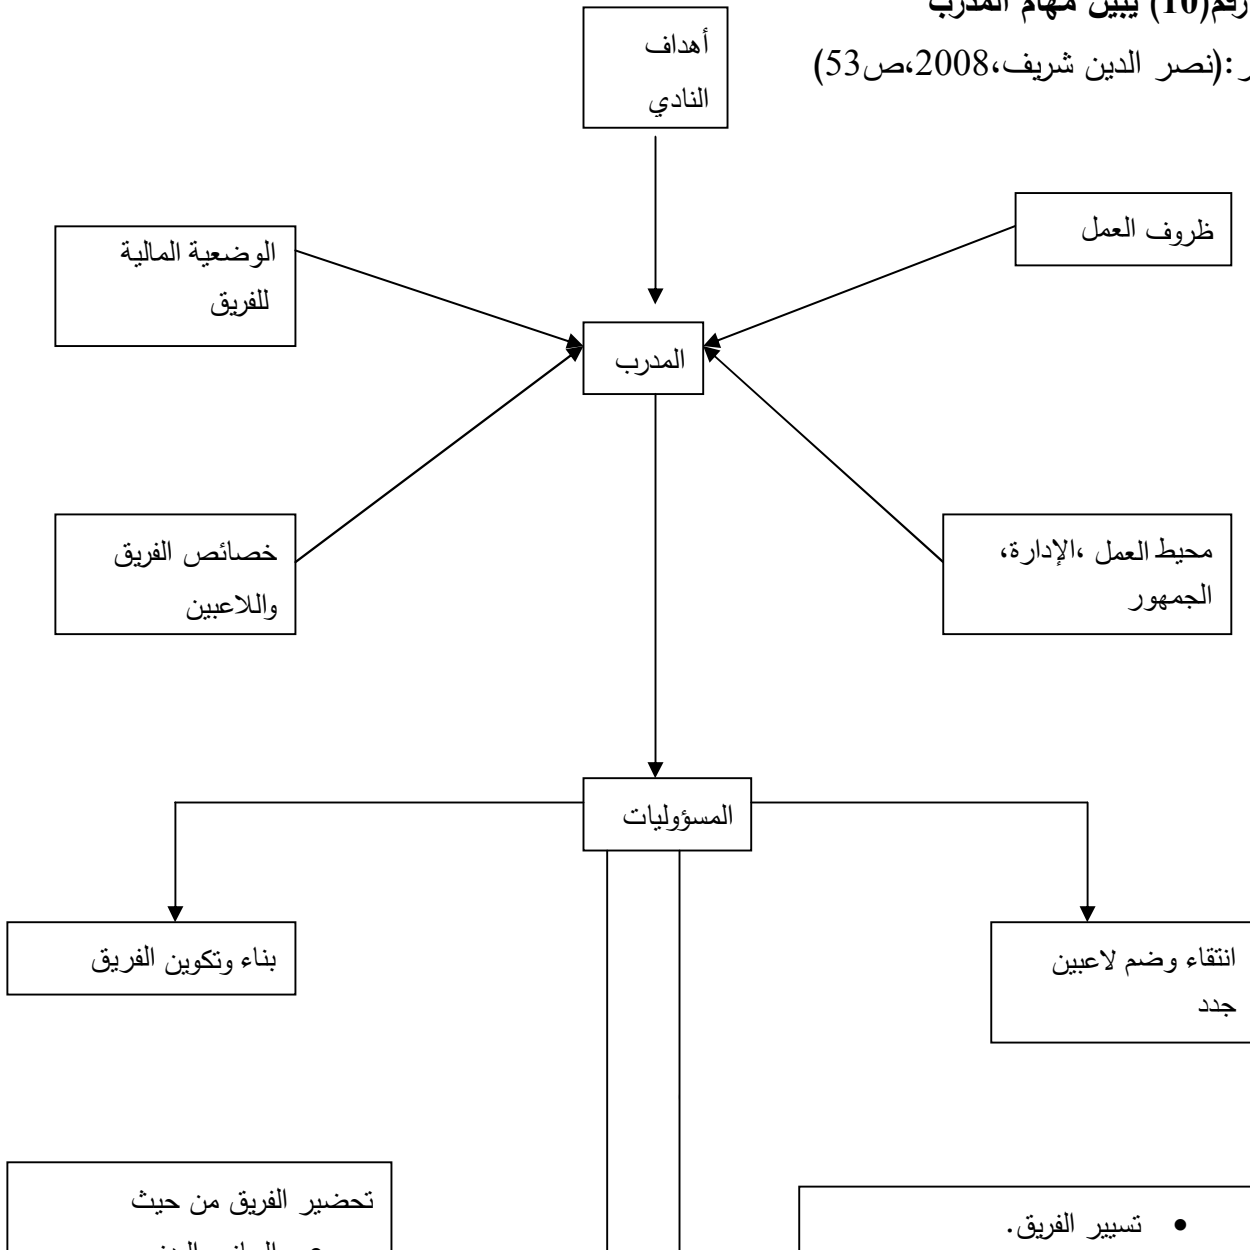 رقم(10) يبين مهام المدرب
ر:(نصر الدين شريف،2008،ص53)
أهداف
النادي
ظروف العمل
الوضعية المالية
للفريق
المدرب
محيط العمل ،الإدارة،
الجمهور
خصائص الفريق
واللاعبين
المسؤوليات
انتقاء وضم لاعبين
جدد
بناء وتكوين الفريق
تحضير الفريق من حيث
• تسيير الفريق.